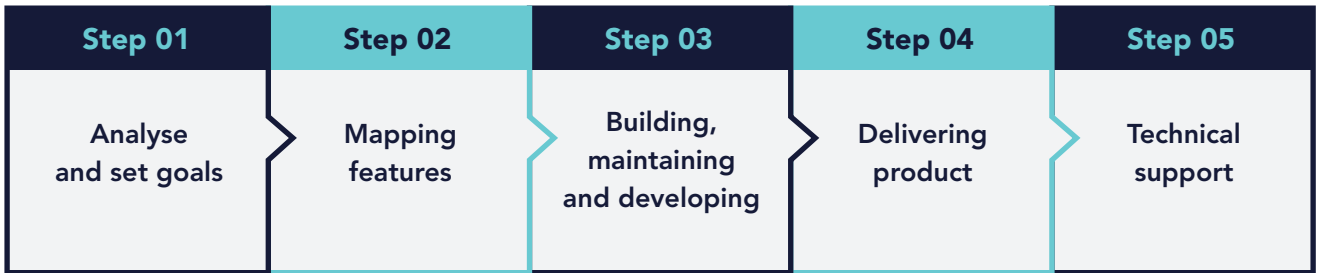 Step 01
Analyse
and set goals
Step 02
Mapping
features
Step 03
Building,
maintaining
and developing
Step 04
Delivering
product
Step 05
Technical
support